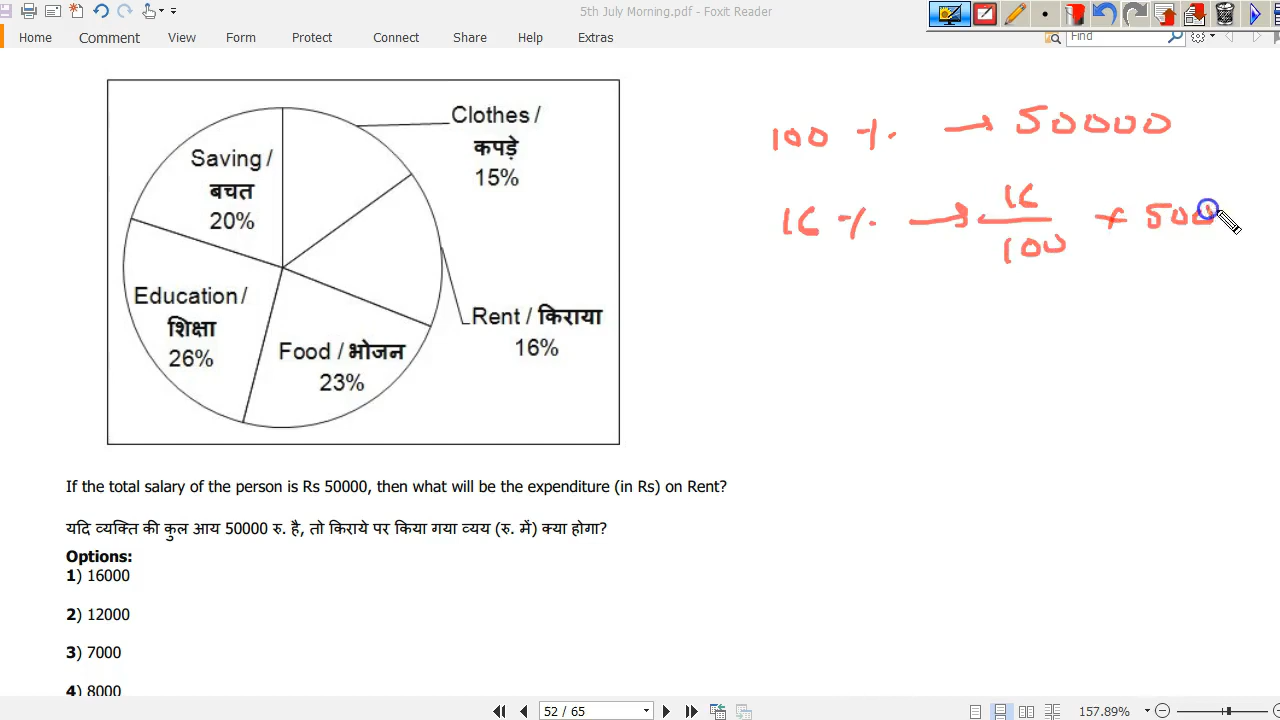 5th July Morning.pdf - Foxit Reader
Home Comment View Form Protect Connect Share Help Extras
Find
Clothes /
कपड़े
15%
Saving /
बचत
20%
Education /
शिक्षा
26%
Food / भोजन
23%
Rent / किराया
16%
100 % → 50000
16 % → 16/100 × 500
If the total salary of the person is Rs 50000, then what will be the expenditure (in Rs) on Rent?
यदि व्यक्ति की कुल आय 50000 रु. है, तो किराये पर किया गया व्यय (रु. में) क्या होगा?
Options:
1) 16000
2) 12000
3) 7000
4) 8000
52 / 65
157.89%